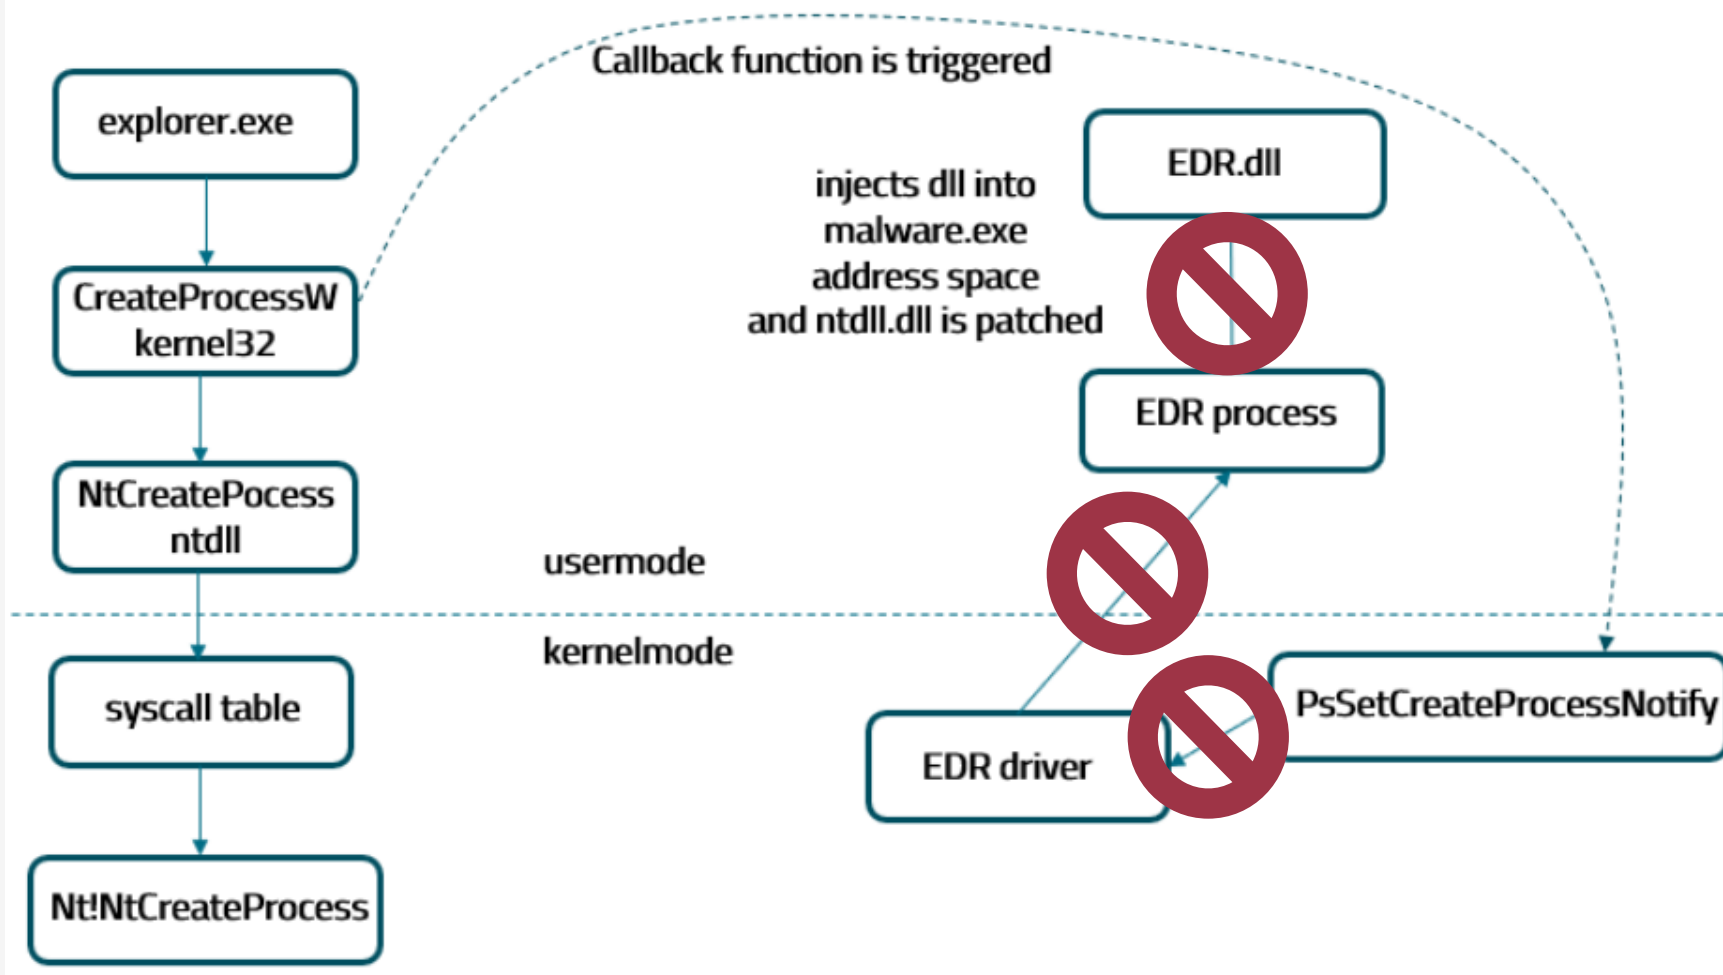 Callback function is triggered
explorer.exe
EDR.dll
injects dll into
malware.exe
address space
and ntdll.dll is patched
CreateProcessW
kernel32
EDR process
NtCreatePocess
ntdll
usermode
kernelmode
syscall table
PsSetCreateProcessNotify
EDR driver
Nt!NtCreateProcess